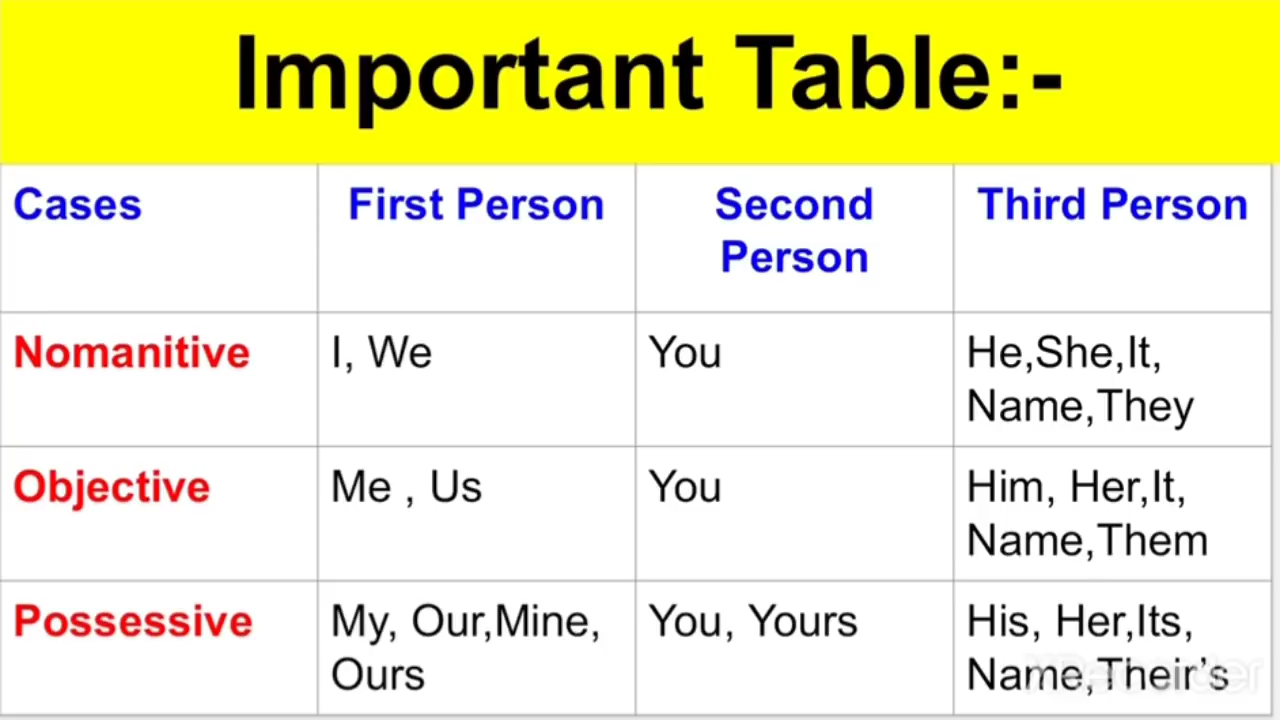 Important Table:-
Cases
First Person
Second
Person
Third Person
Nomanitive
I, We
You
He,She,It,
Name,They
Objective
Me , Us
You
Him, Her,It,
Name,Them
Possessive
My, Our,Mine,
Ours
You, Yours
His, Her,Its,
Name,Their's
XRecorder